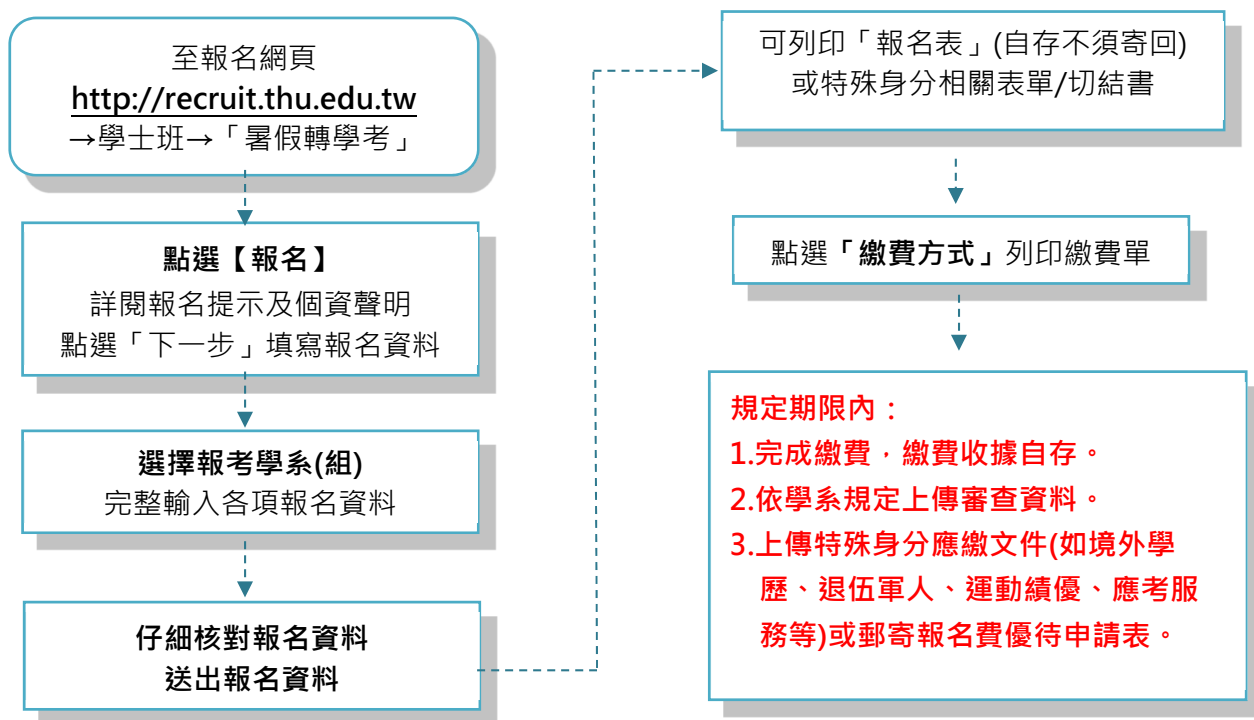 至報名網頁
http://recruit.thu.edu.tw
→學士班→「暑假轉學考」
點選【報名】
詳閱報名提示及個資聲明
點選「下一步」填寫報名資料
選擇報考學系(組)
完整輸入各項報名資料
仔細核對報名資料
送出報名資料
可列印「報名表」(自存不須寄回)
或特殊身分相關表單/切結書
點選「繳費方式」列印繳費單
規定期限內：
1.完成繳費，繳費收據自存。
2.依學系規定上傳審查資料。
3.上傳特殊身分應繳文件(如境外學
歷、退伍軍人、運動績優、應考服
務等)或郵寄報名費優待申請表。